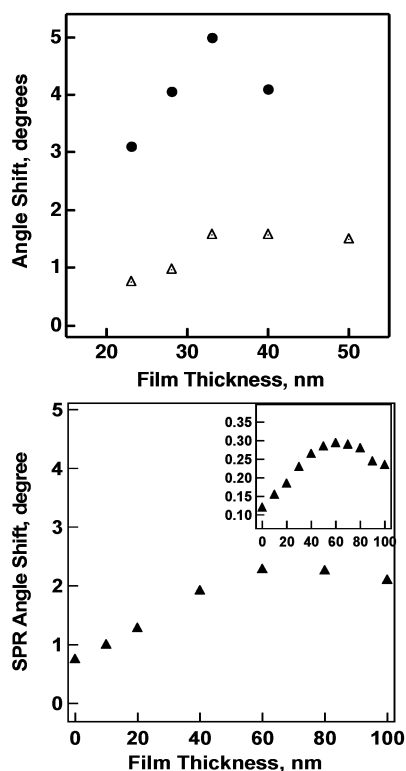 5
4
3
2
1
0
Angle Shift, degrees
20 30 40 50
Film Thickness, nm
5
4
3
2
1
0
SPR Angle Shift, degree
0.35
0.30
0.25
0.20
0.15
0.10
0 20 40 60 80 100
0 20 40 60 80 100
Film Thickness, nm